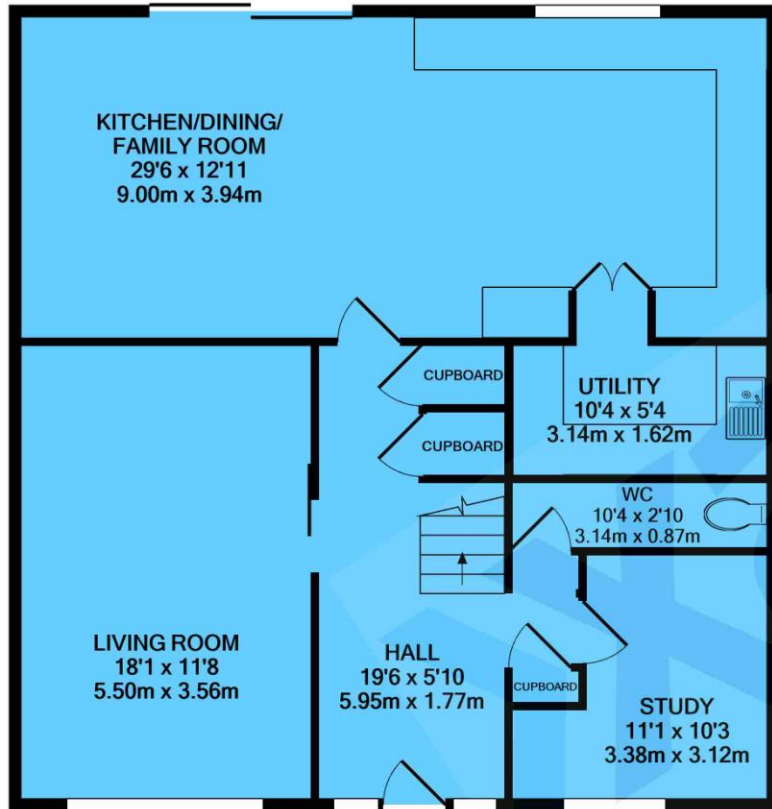 KITCHEN/DINING/
FAMILY ROOM
29'6 x 12'11
9.00m x 3.94m
CUPBOARD
CUPBOARD
UTILITY
10'4 x 5'4
3.14m x 1.62m
WC
10'4 x 2'10
3.14m x 0.87m
LIVING ROOM
18'1 x 11'8
5.50m x 3.56m
HALL
19'6 x 5'10
5.95m x 1.77m
CUPBOARD
STUDY
11'1 x 10'3
3.38m x 3.12m